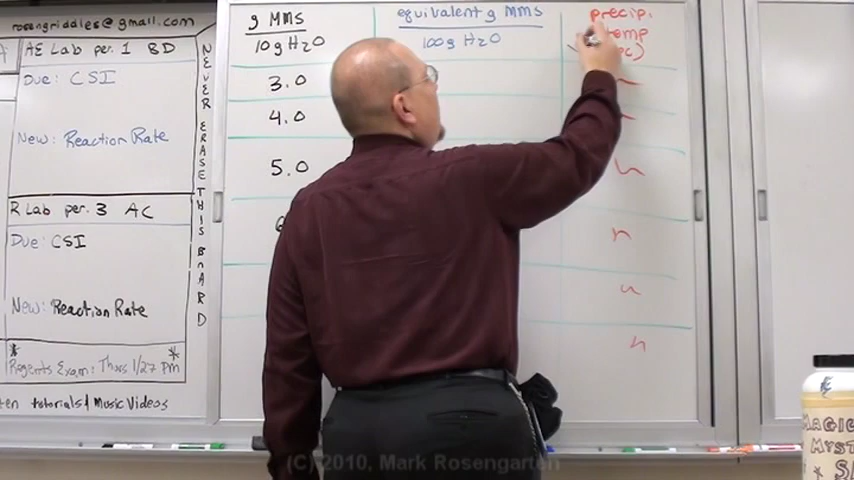 rosengriddles@gmail.com
AE Lab per. 1 BD
Due: CSI
New: Reaction Rate
R Lab per. 3 AC
Due: CSI
New: Reaction Rate
* *
Regents Exam: Thurs 1/27 PM
ten tutorials & Music Videos
NEVER ERASE THIS BOARD
g MMS
10g H2O
3.0
4.0
5.0
equivalent g MMS
100g H2O
precip.
temp
MAGIC
MYST
(C) 2010, Mark Rosengarten